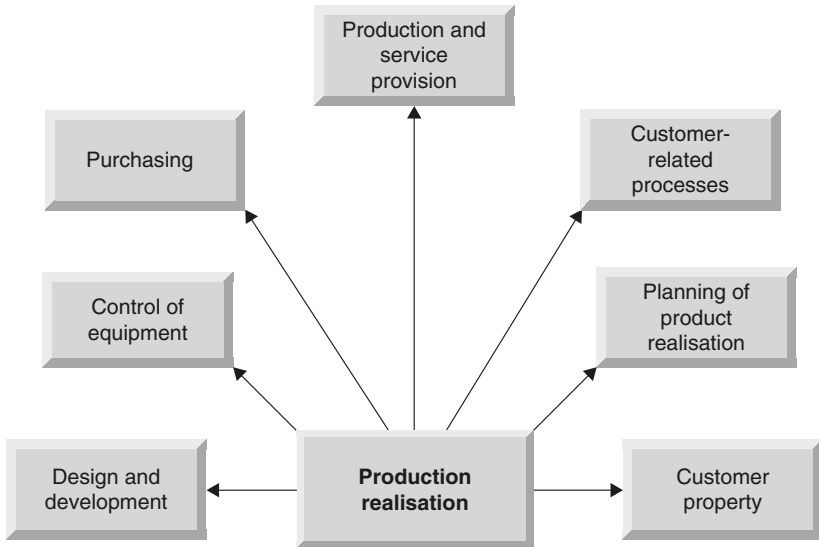 Production and
service
provision
Purchasing
Customer-
related
processes
Control of
equipment
Planning of
product
realisation
Design and
development
Production
realisation
Customer
property